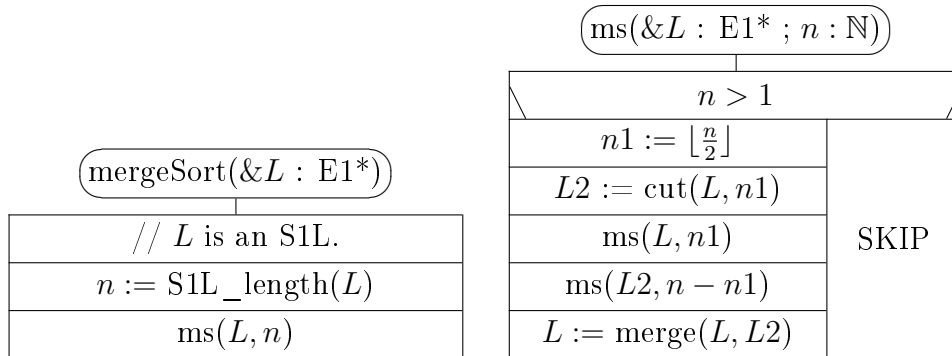 mergeSort(&L : E1*)
// L is an S1L.
n := S1L_length(L)
ms(L, n)
ms(&L : E1* ; n : ℕ)
n > 1
n1 := ⌊n/2⌋
L2 := cut(L, n1)
ms(L, n1)
ms(L2, n − n1)
L := merge(L, L2)
SKIP